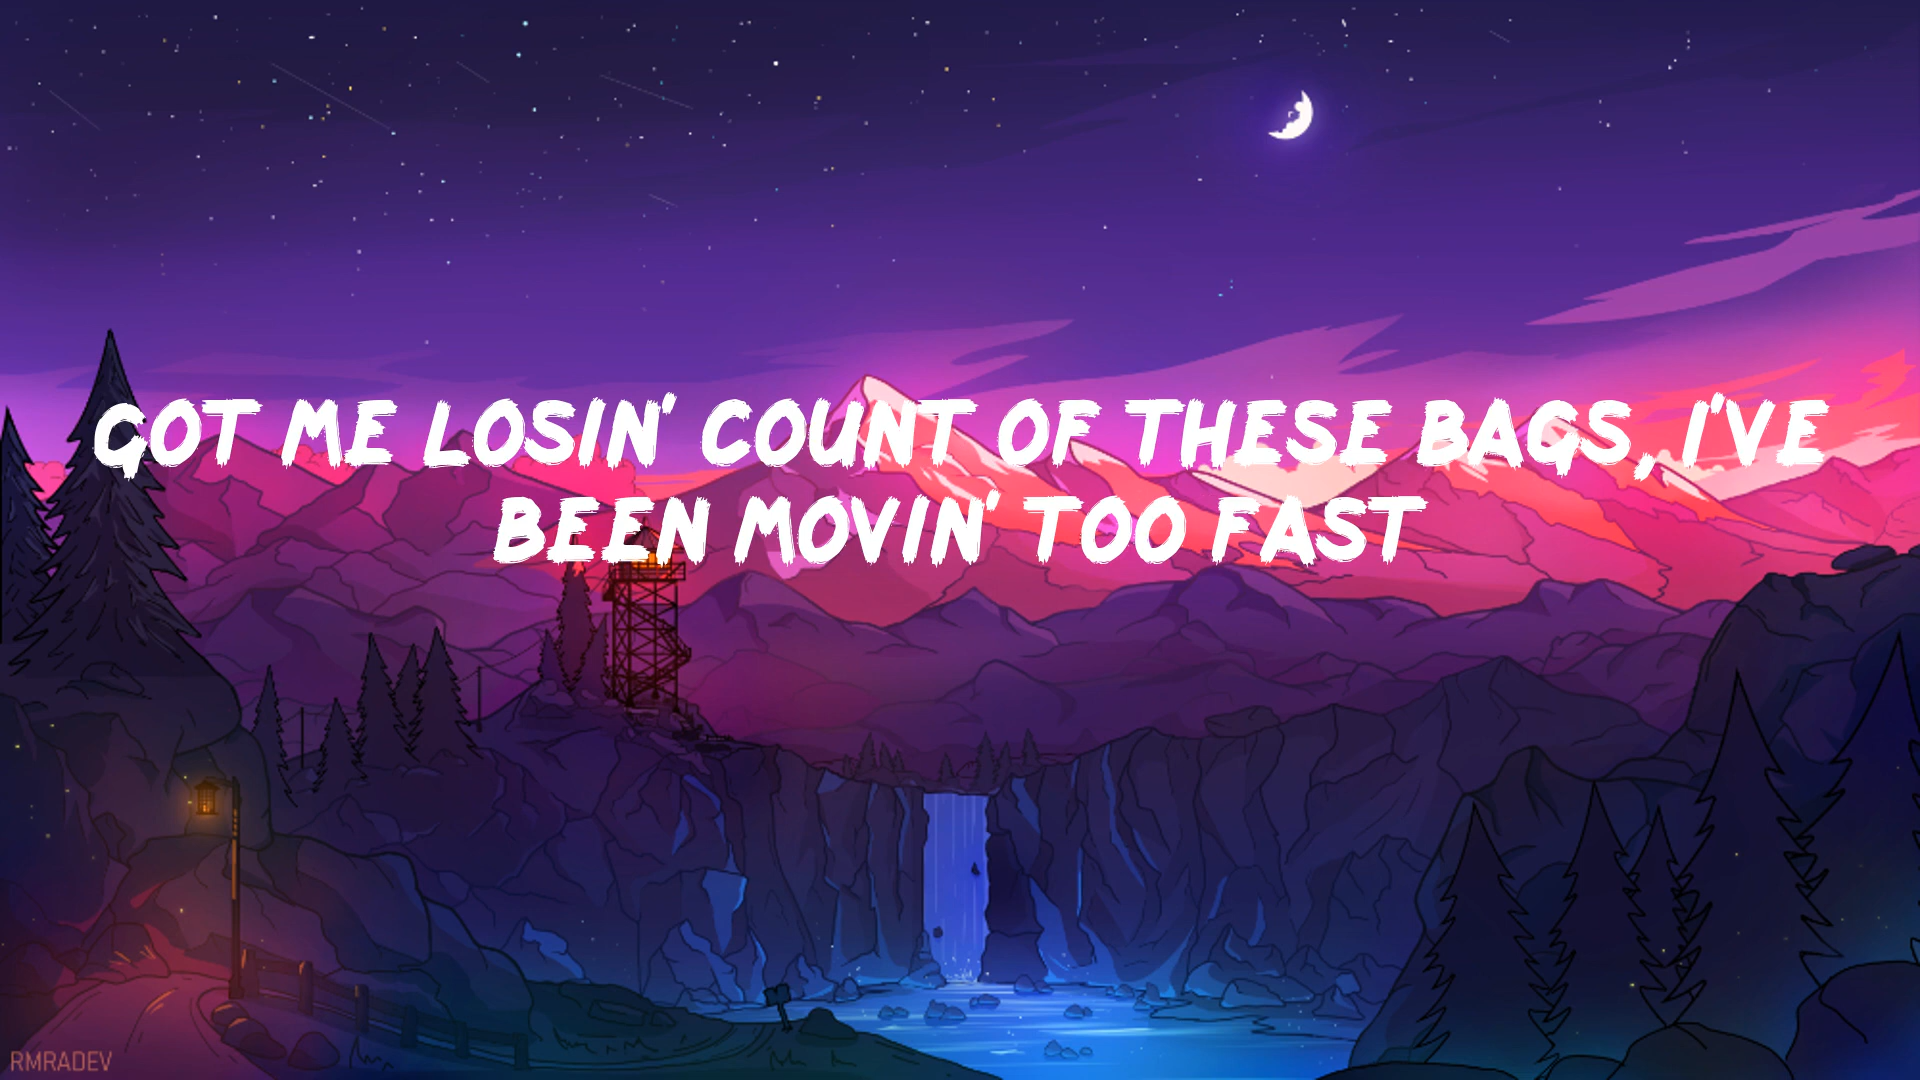 GOT ME LOSIN' COUNT OF THESE BAGS, I'VE
BEEN MOVIN' TOO FAST
RMRADEV